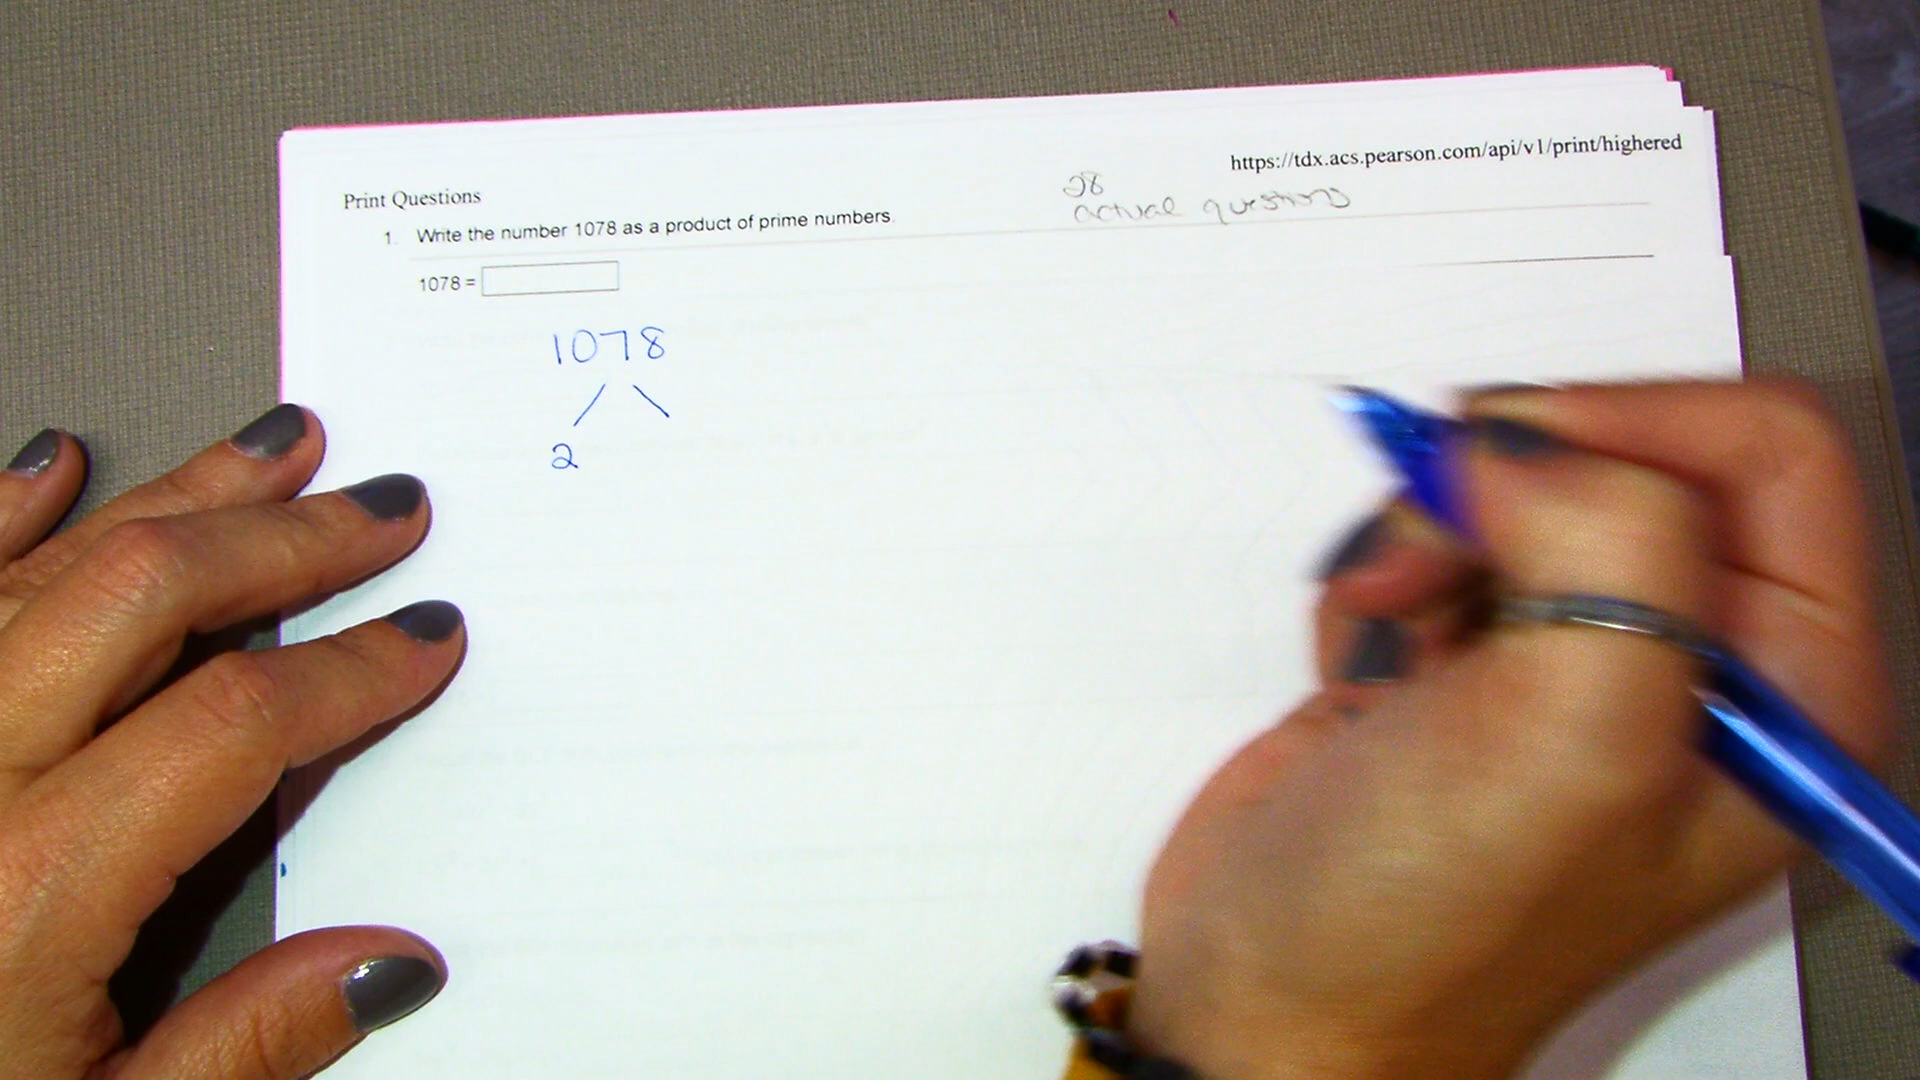 https://tdx.acs.pearson.com/api/v1/print/highered
Print Questions
28
actual questions
1. Write the number 1078 as a product of prime numbers.
1078 =
1078
2